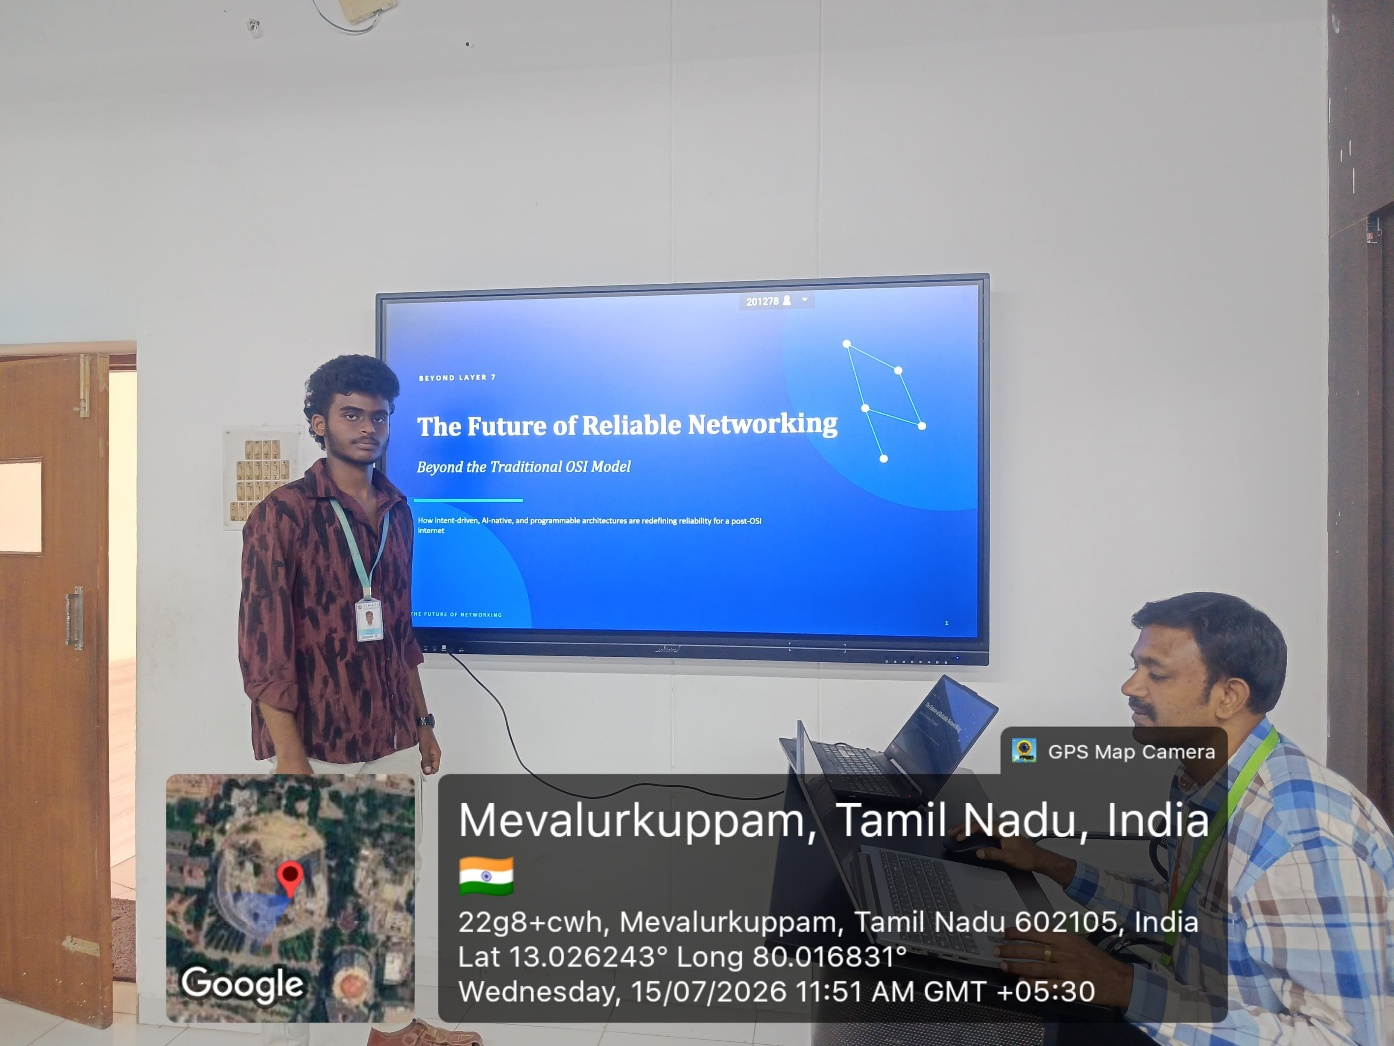 201278
BEYOND LAYER 7
The Future of Reliable Networking
Beyond the Traditional OSI Model
How intent-driven, AI-native, and programmable architectures are redefining reliability for a post-OSI
internet
THE FUTURE OF NETWORKING
1
GPS Map Camera
Mevalurkuppam, Tamil Nadu, India
22g8+cwh, Mevalurkuppam, Tamil Nadu 602105, India
Lat 13.026243° Long 80.016831°
Wednesday, 15/07/2026 11:51 AM GMT +05:30
Google